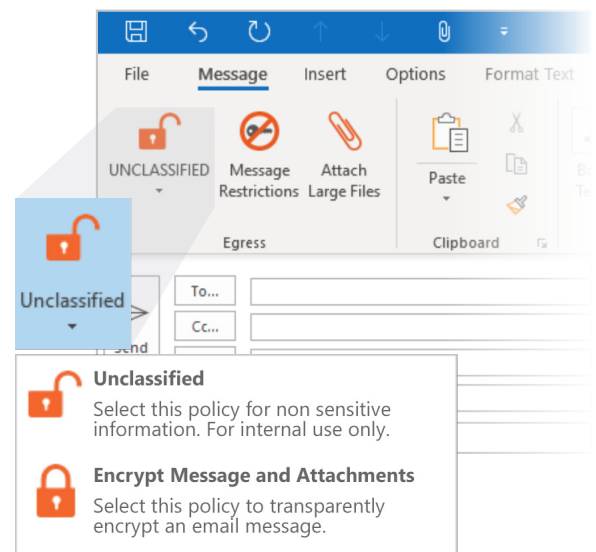 File Message Insert Options Format Text
UNCLASSIFIED Message Restrictions Attach Large Files Paste
Egress Clipboard
Unclassified
To...
Cc...
Send
Unclassified
Select this policy for non sensitive
information. For internal use only.
Encrypt Message and Attachments
Select this policy to transparently
encrypt an email message.